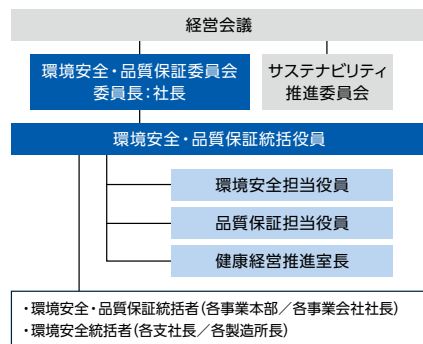 経営会議
環境安全・品質保証委員会
委員長：社長
サステナビリティ
推進委員会
環境安全・品質保証統括役員
環境安全担当役員
品質保証担当役員
健康経営推進室長
・環境安全・品質保証統括者（各事業本部／各事業会社社長）
・環境安全統括者（各支社長／各製造所長）